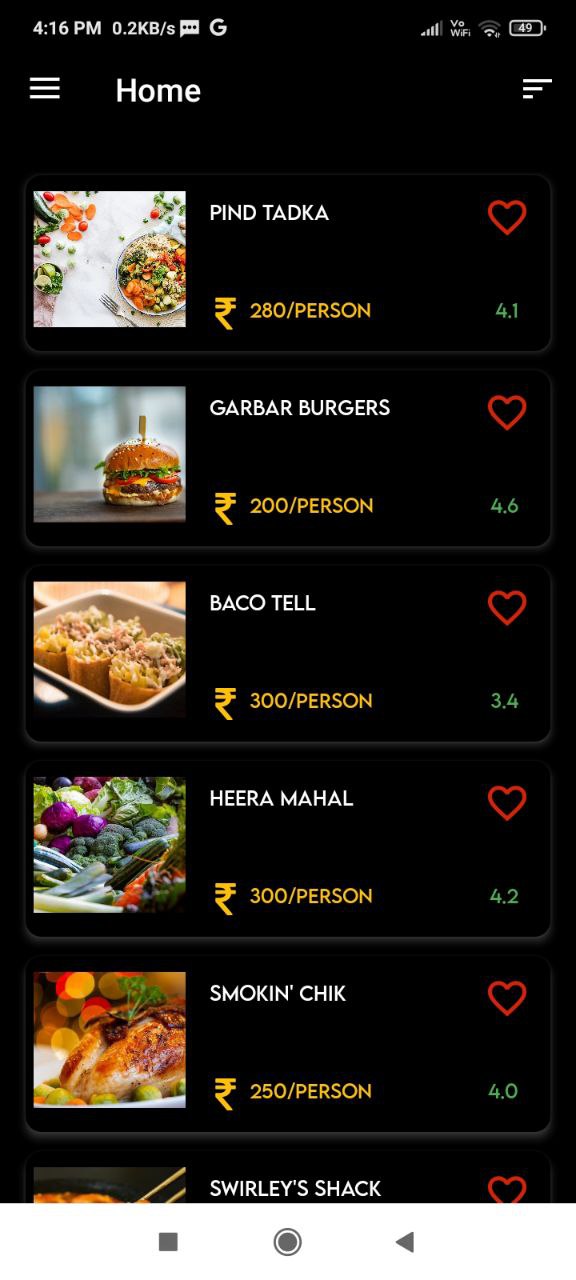 4:16 PM 0.2KB/s G Vo WiFi 49
Home
PIND TADKA
₹ 280/PERSON 4.1
GARBAR BURGERS
₹ 200/PERSON 4.6
BACO TELL
₹ 300/PERSON 3.4
HEERA MAHAL
₹ 300/PERSON 4.2
SMOKIN' CHIK
₹ 250/PERSON 4.0
SWIRLEY'S SHACK